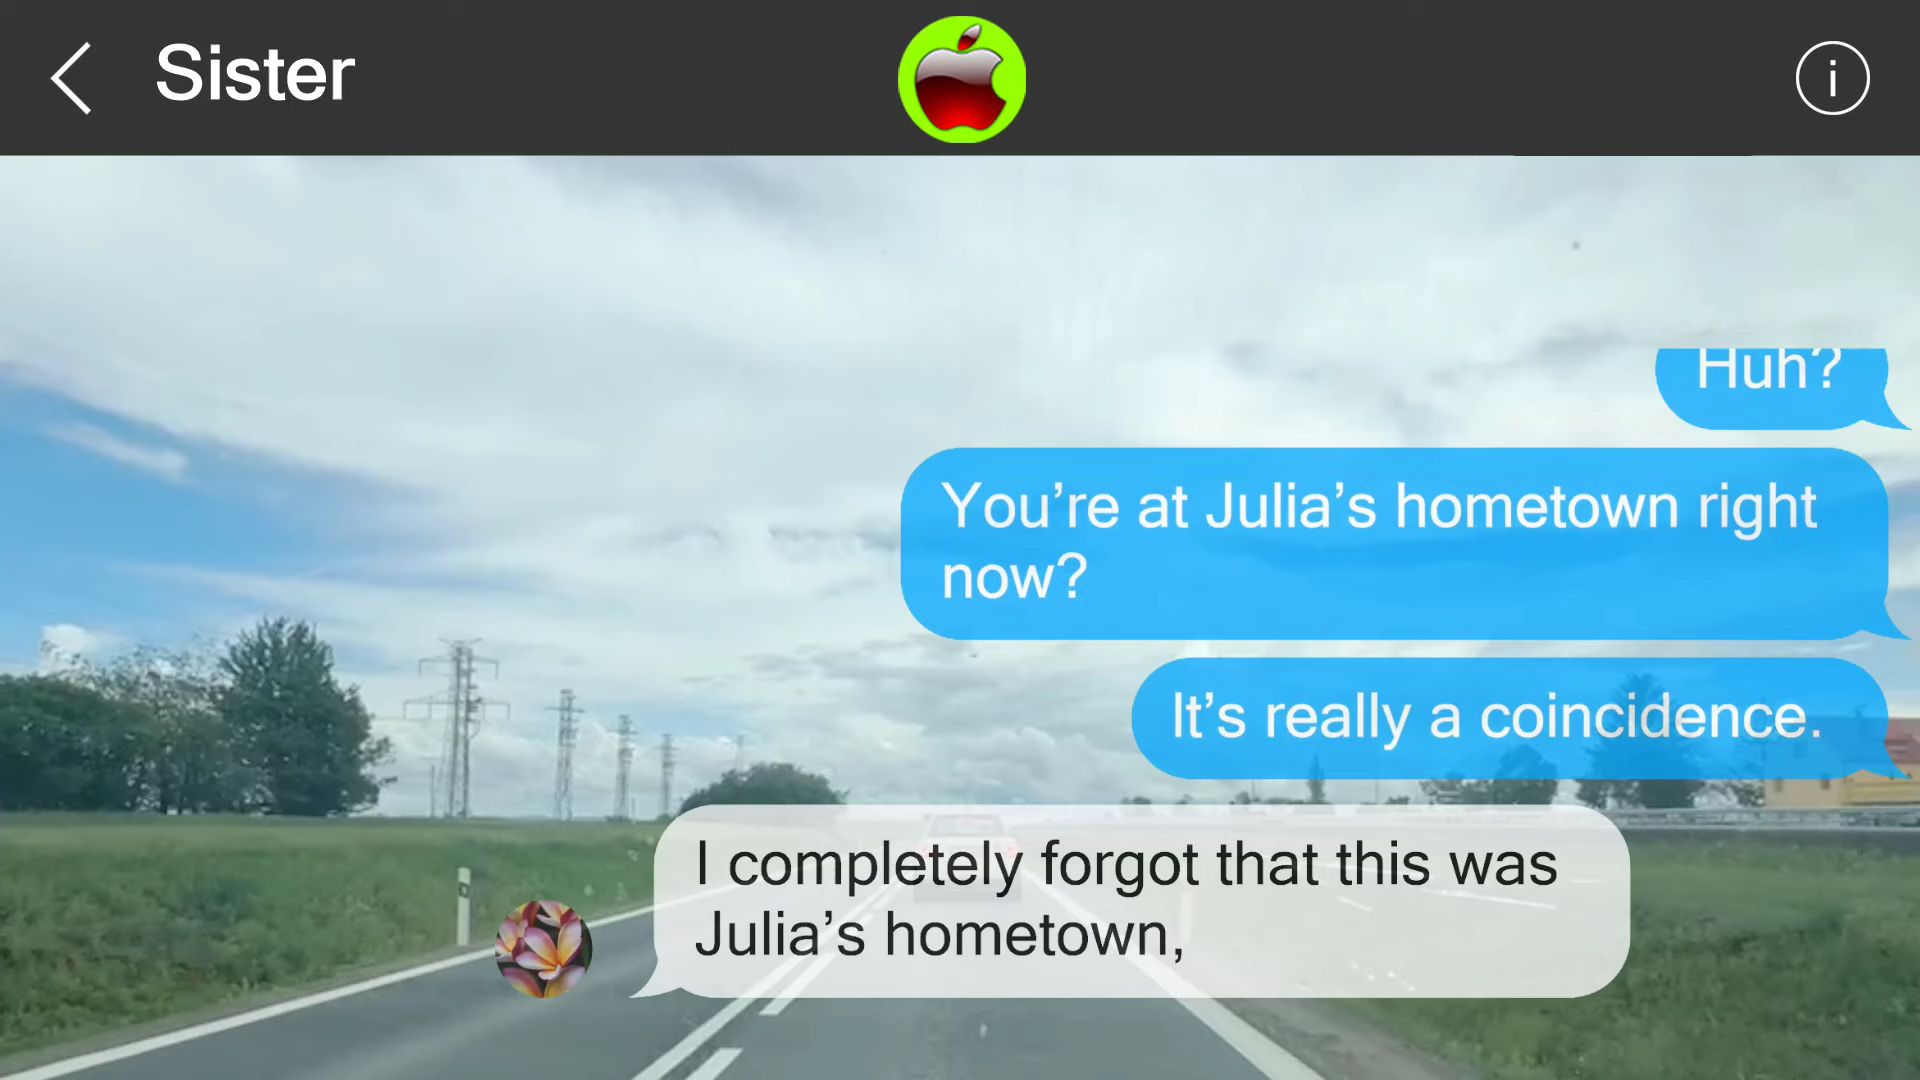 Sister
i
Huh?
You’re at Julia’s hometown right
now?
It’s really a coincidence.
I completely forgot that this was
Julia’s hometown,